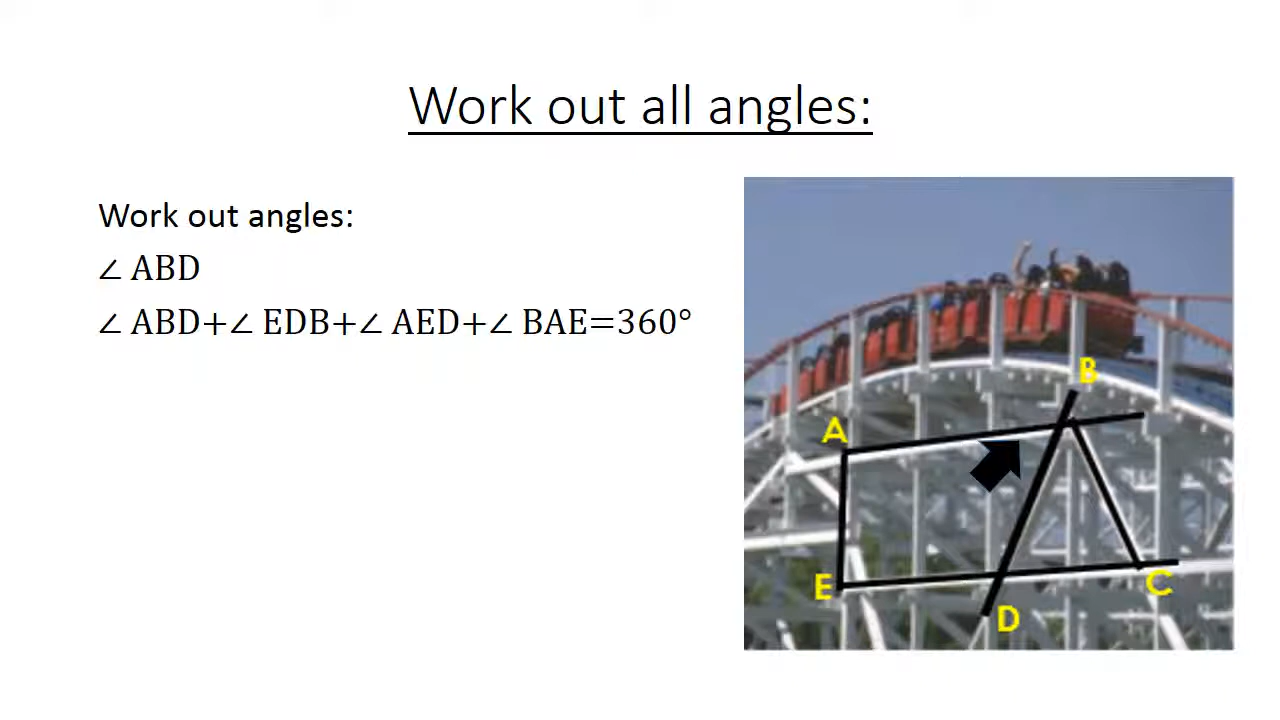 Work out all angles:
Work out angles:
∠ ABD
∠ ABD+∠ EDB+∠ AED+∠ BAE=360°
B
A
E
C
D